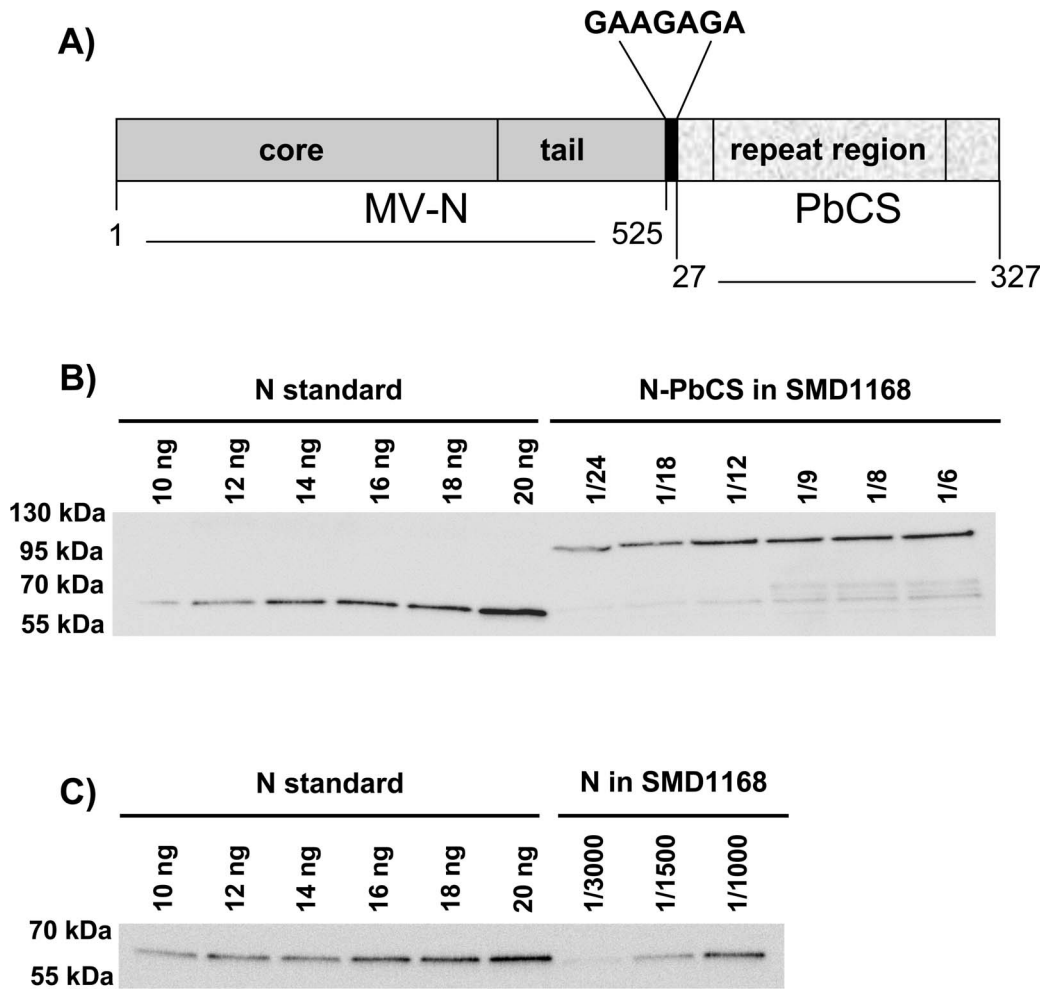 A)
GAAGAGA
core tail repeat region
MV-N PbCS
1 525
27 327
B)
N standard N-PbCS in SMD1168
10 ng 12 ng 14 ng 16 ng 18 ng 20 ng 1/24 1/18 1/12 1/9 1/8 1/6
130 kDa
95 kDa
70 kDa
55 kDa
C)
N standard N in SMD1168
10 ng 12 ng 14 ng 16 ng 18 ng 20 ng 1/3000 1/1500 1/1000
70 kDa
55 kDa